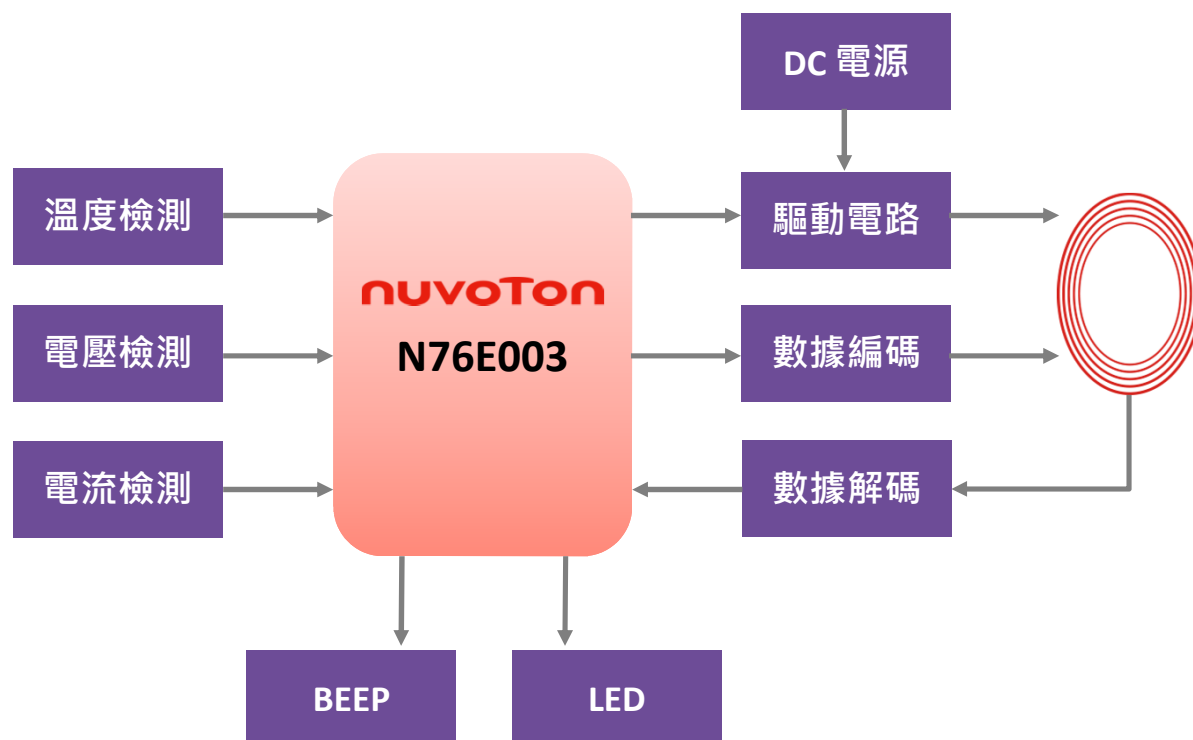 DC 電源
溫度檢測
驅動電路
nuvoTon
電壓檢測
N76E003
數據編碼
電流檢測
數據解碼
BEEP
LED